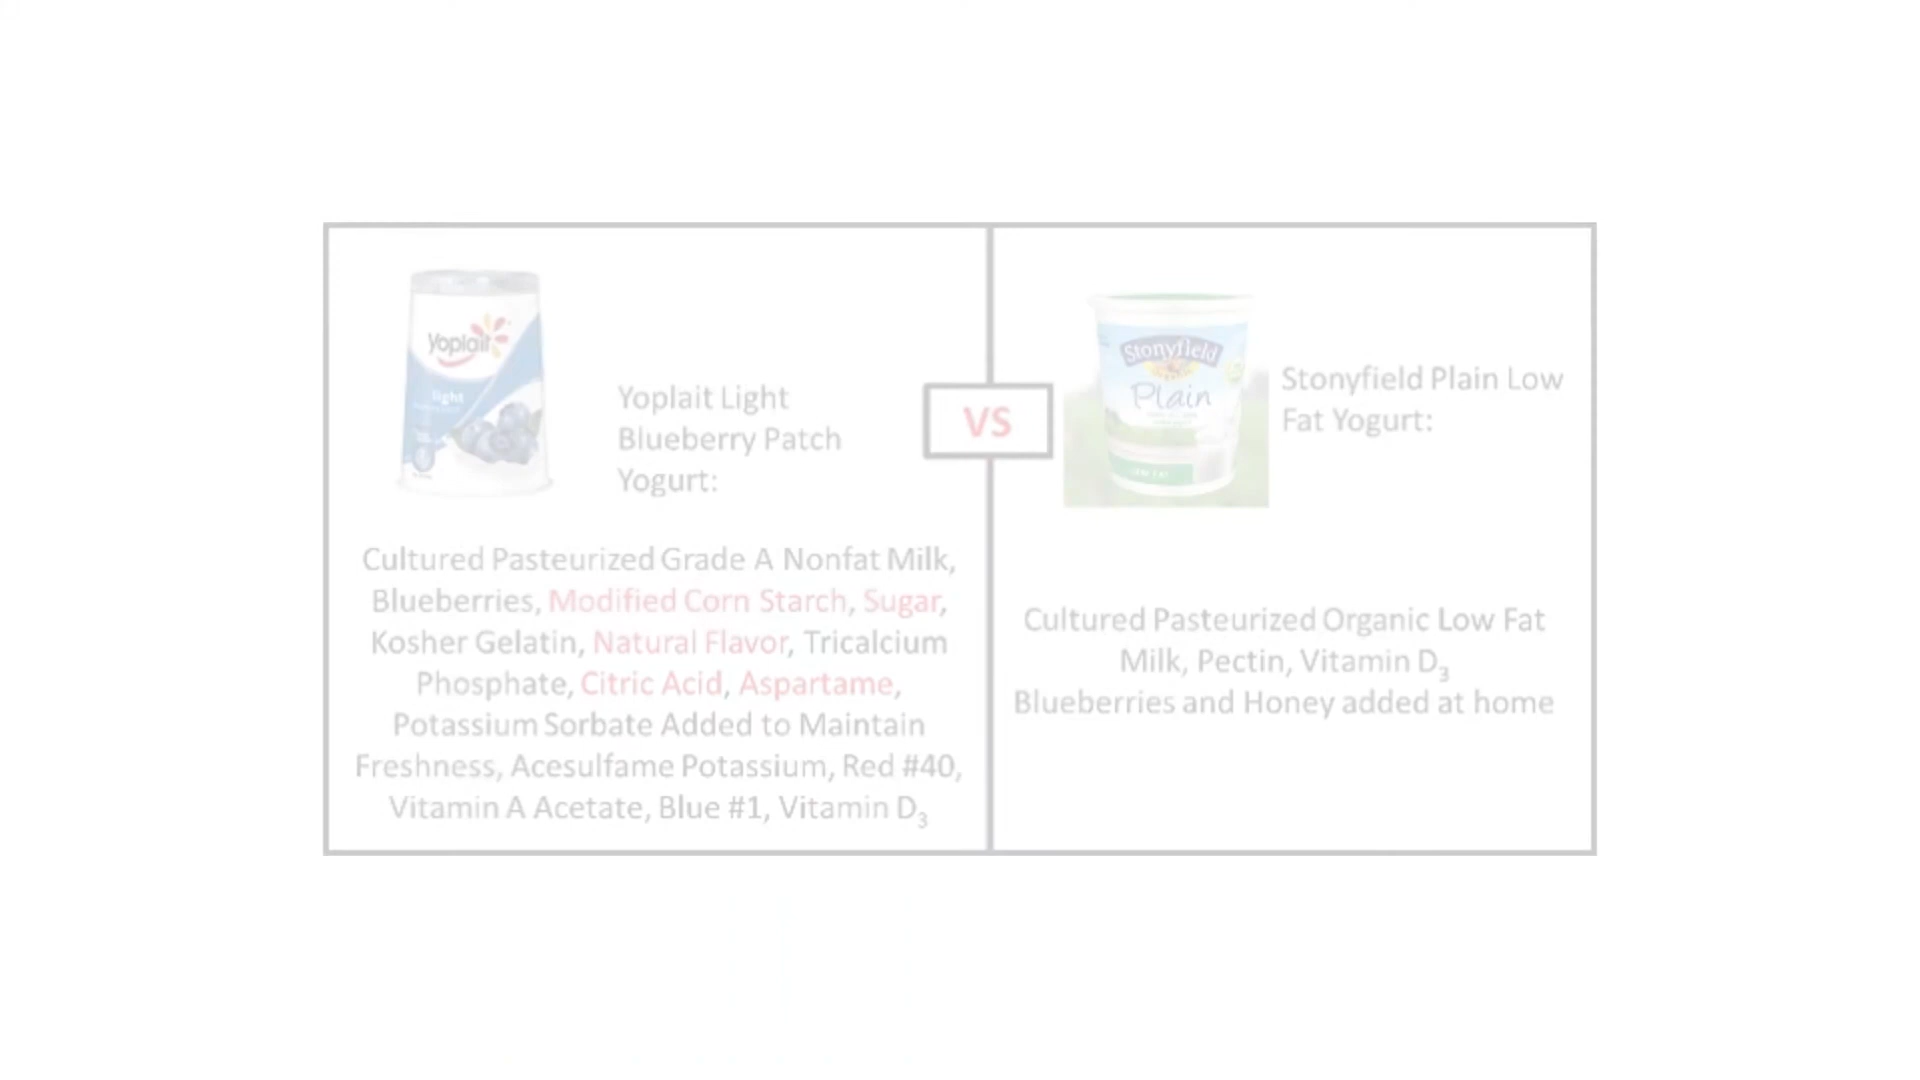 Yoplait
light
Yoplait Light
Blueberry Patch
Yogurt:
Cultured Pasteurized Grade A Nonfat Milk,
Blueberries, Modified Corn Starch, Sugar,
Kosher Gelatin, Natural Flavor, Tricalcium
Phosphate, Citric Acid, Aspartame,
Potassium Sorbate Added to Maintain
Freshness, Acesulfame Potassium, Red #40,
Vitamin A Acetate, Blue #1, Vitamin D₃
VS
Stonyfield
ORGANIC
Plain
LOW FAT
Stonyfield Plain Low
Fat Yogurt:
Cultured Pasteurized Organic Low Fat
Milk, Pectin, Vitamin D₃
Blueberries and Honey added at home